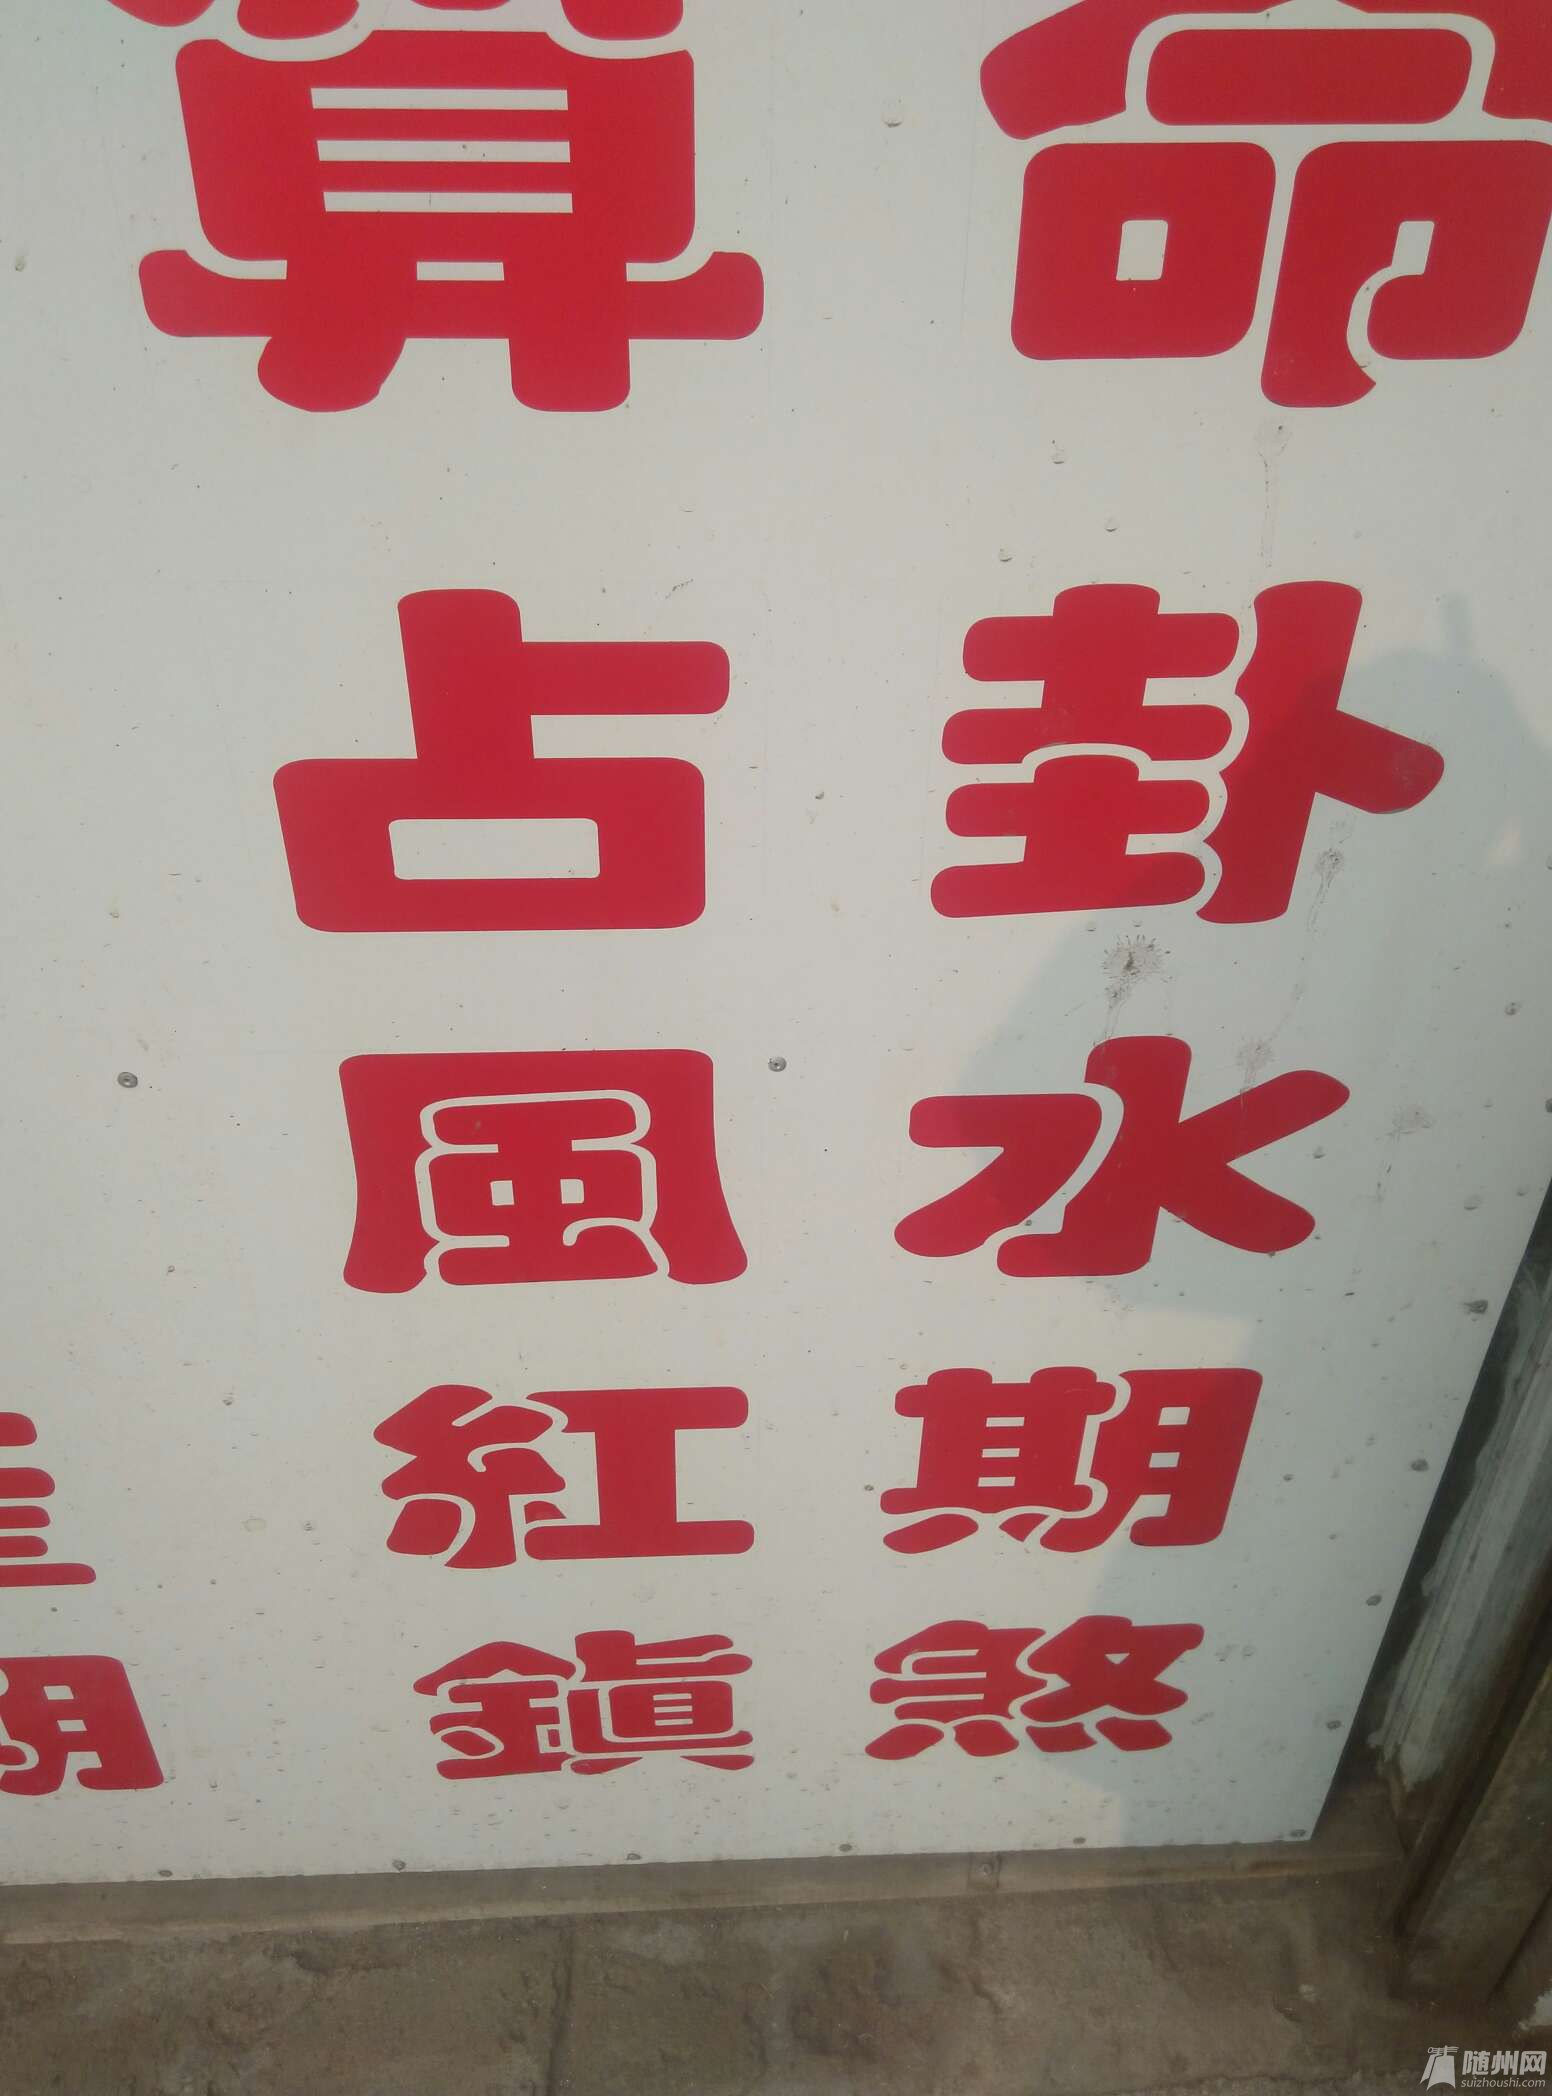 算命
占卦
風水
紅期
鎮煞
随州网
suizhoushi.com